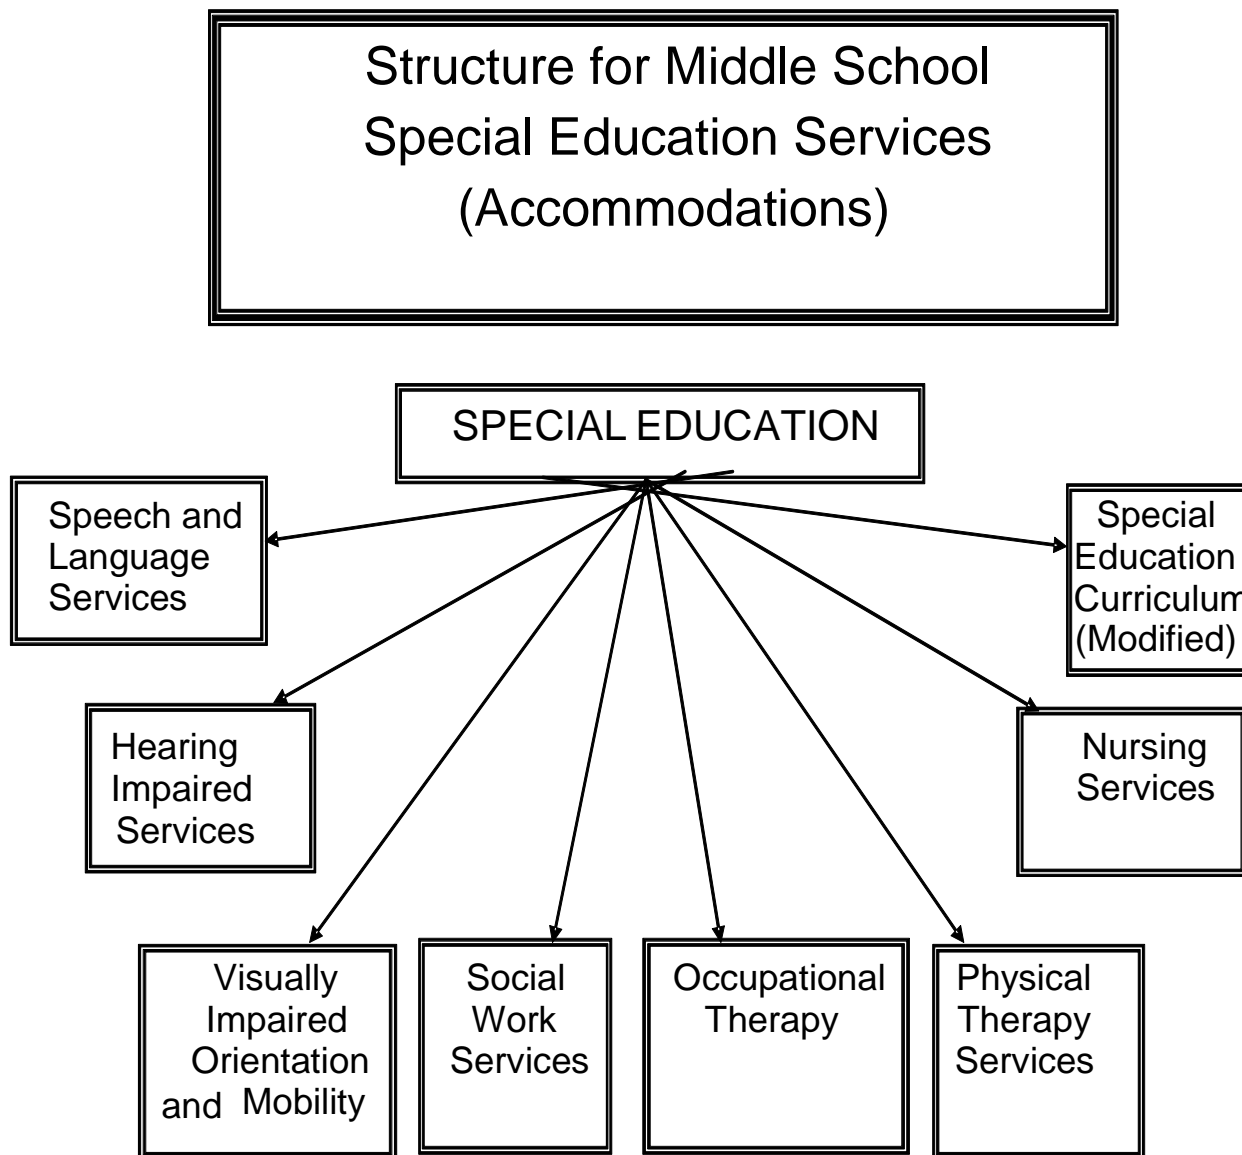 Structure for Middle School
Special Education Services
(Accommodations)
SPECIAL EDUCATION
Speech and
Language
Services
Special
Education
Curriculum
(Modified)
Hearing
Impaired
Services
Nursing
Services
Visually
Impaired
Orientation
and Mobility
Social
Work
Services
Occupational
Therapy
Physical
Therapy
Services